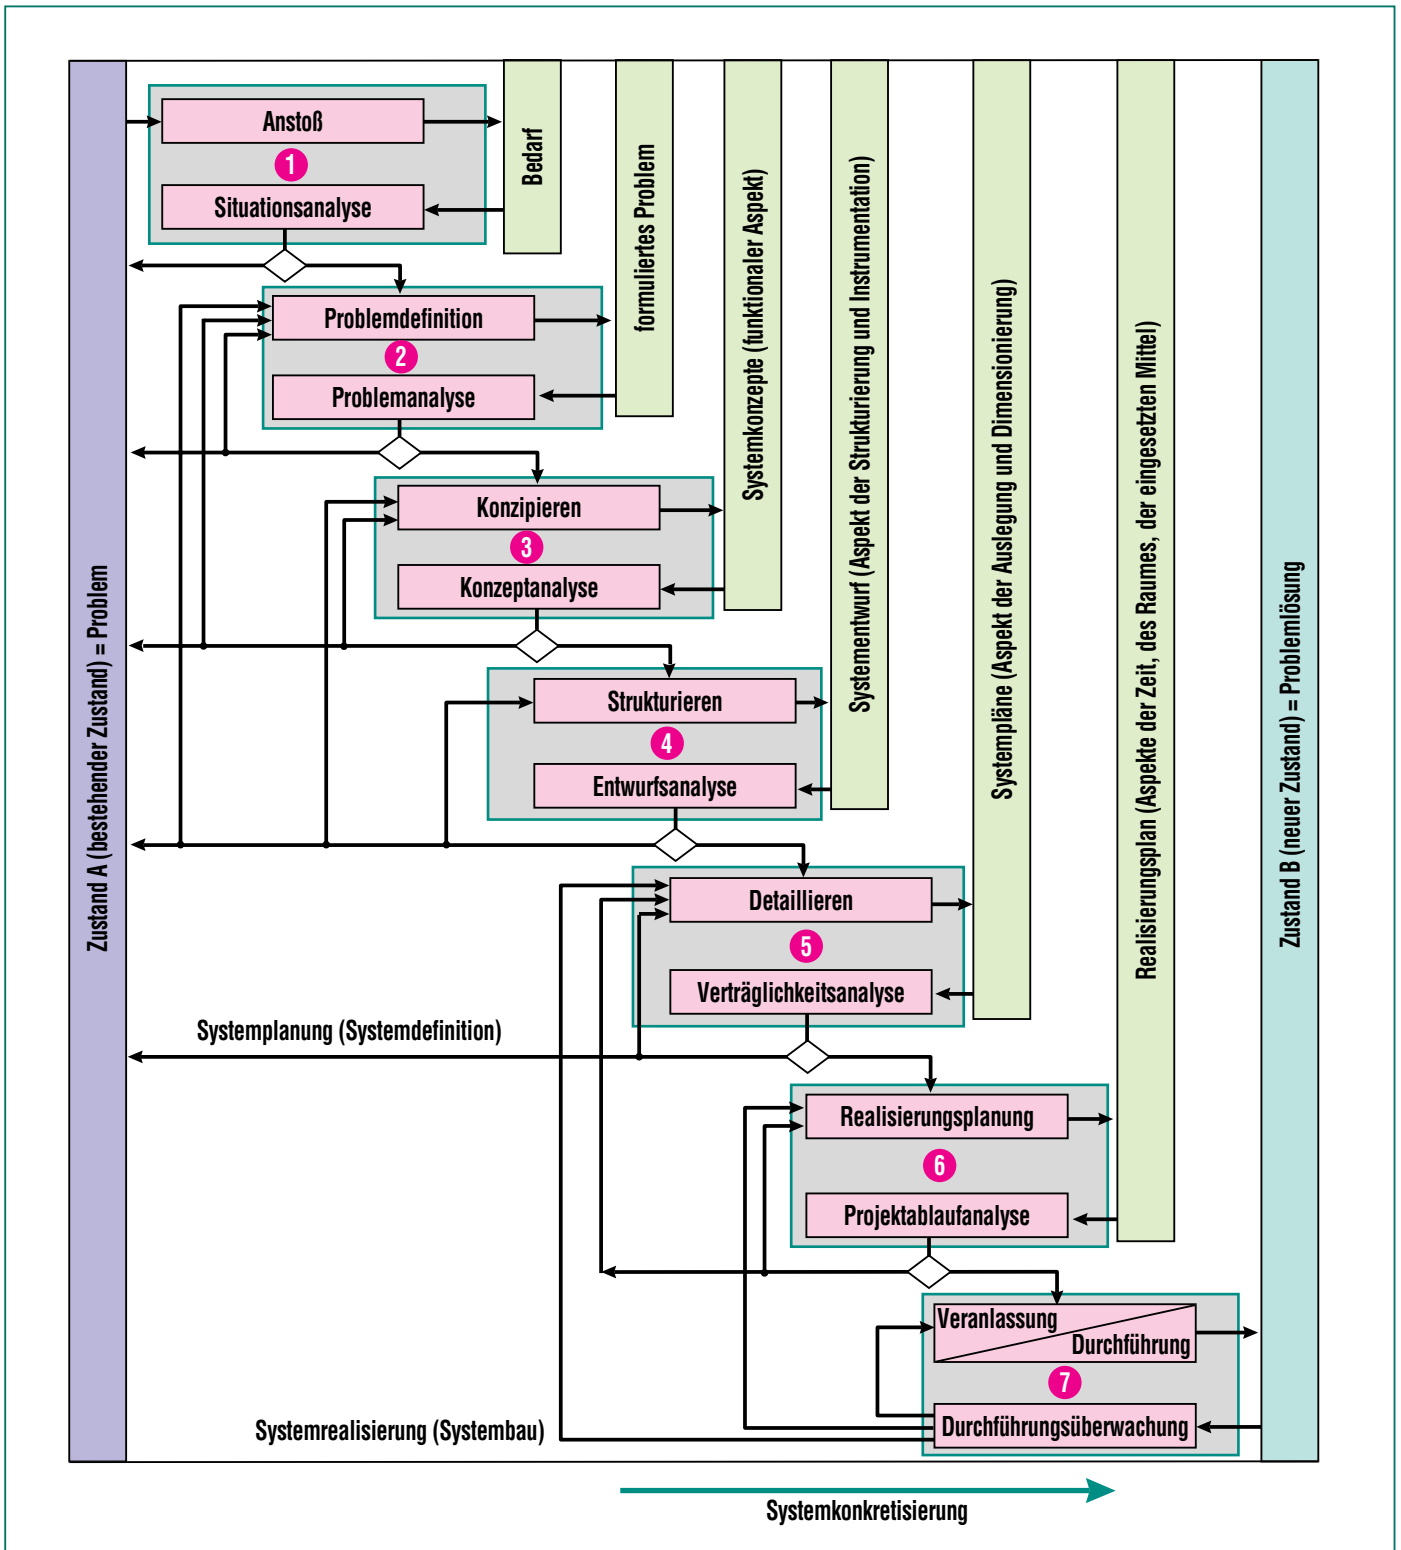 Zustand A (bestehender Zustand) = Problem
Anstoß
1
Situationsanalyse
Bedarf
Problemdefinition
2
Problemanalyse
formuliertes Problem
Konzipieren
3
Konzeptanalyse
Systemkonzepte (funktionaler Aspekt)
Strukturieren
4
Entwurfsanalyse
Systementwurf (Aspekt der Strukturierung und Instrumentation)
Detaillieren
5
Verträglichkeitsanalyse
Systempläne (Aspekt der Auslegung und Dimensionierung)
Systemplanung (Systemdefinition)
Realisierungsplanung
6
Projektablaufanalyse
Realisierungsplan (Aspekte der Zeit, des Raumes, der eingesetzten Mittel)
Veranlassung
Durchführung
7
Durchführungsüberwachung
Zustand B (neuer Zustand) = Problemlösung
Systemrealisierung (Systembau)
Systemkonkretisierung